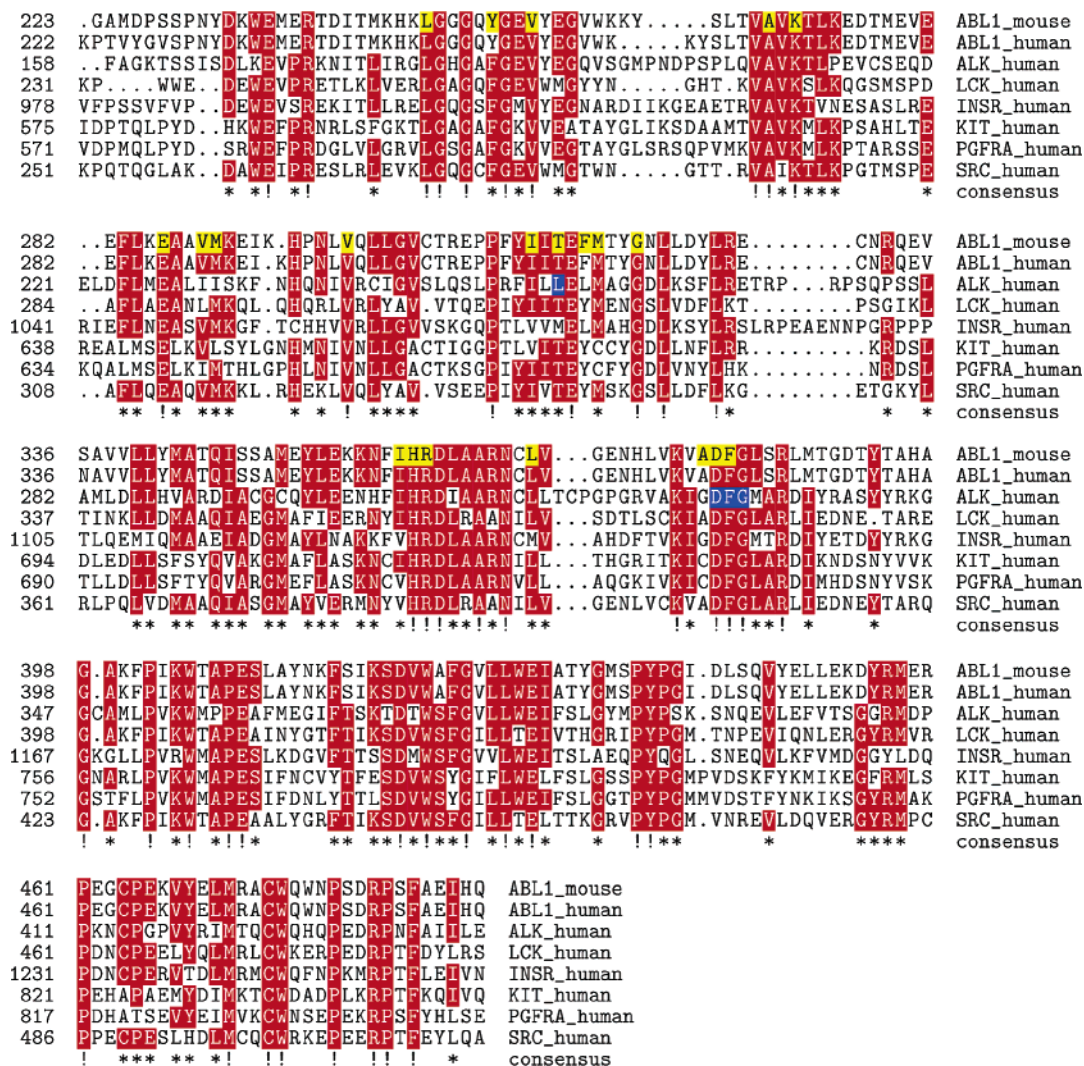 223 .GAMDPSSPNYDKWEMERTDITMKHKLGGGQYGEVYEGVWKKY.....SLTVAVKTLKEDTMEVE ABL1_mouse
222 KPTVYGVSPNYDKWEMERTDITMKHKLGGGQYGEVYEGVWK....KYSLTVAVKTLKEDTMEVE ABL1_human
158 ..FAGKTSSISDLKEVPRKNITLIRGLGHGAFGEVYEGQVSGMPNDPSPLQVAVKTLPEVCSEQD ALK_human
231 KP....WWE..DEWEVPRETLKLVERLGAGQFGEVWMGYYN.....GHT.KVAVKSLKQGSMSPD LCK_human
978 VFPSSVFVP..DEWEVSREKITLLRELGQGSFGMVYEGNARDIIKGEAETRVAVKTVNESASLRE INSR_human
575 IDPTQLPYD..HKWEFPRNRLSFGKTLGAGAFGKVVEATAYGLIKSDAAMTVAVKMLKPSAHLTE KIT_human
571 VDPMQLPYD..SRWEFPRDGLVLGRVLGSGAFGKVVEGTAYGLSRSQPVMKVAVKMLKPTARSSE PGFRA_human
251 KPQTQGLAK..DAWEIPRESLRLEVKLGQGCFGEVWMGTWN.....GTT.RVAIKTLKPGTMSPE SRC_human
* *! *! * !! ! *!*! ** !!*!*** * consensus
282 ..EFLKEAAVMKEIK.HPNLVQLLGVCTREPPFYIITEFMTYGNLLDYLRE.........CNRQEV ABL1_mouse
282 ..EFLKEAAVMKEI.KHPNLVQLLGVCTREPPFYIITEFMTYGNLLDYLRE.........CNRQEV ABL1_human
221 ELDFLMEALIISKF.NHQNIVRCIGVSLQSLPRFILLELMAGGDLKSFLRETRP..RPSQPSSL ALK_human
284 ..AFLAEANLMKQL.QHQRLVRLYAV.VTQEPIYIITEYMENGSLVDFLKT.....PSGIKL LCK_human
1041 RIEFLNEASVMKGF.TCHHVVRLLGVVSKGQPTLVVMELMAHGDLKSYLRSLRPEAENNPGRPPP INSR_human
638 REALMSELKVLSYLGNHMNIVNLLGACTIGGPTLVITEYCCYGDLLNFLRR.........KRDSL KIT_human
634 KQALMSELKIMTHLGPHLNIVNLLGACTKSGPIYIITEYCFYGDLVNYLHK.........NRDSL PGFRA_human
308 ..AFLQEAQVMKKL.RHEKLVQLYAV.VSEEPIYIVTEYMSKGSLLDFLKG.........ETGKYL SRC_human
** !* *** * * ! **** ! ****! * ! ! !* * * consensus
336 SAVVLLYMATQISSAMEYLEKKNFIHRDLAARNCLV...GENHLVKVADFGLSRLMTGDTYTAHA ABL1_mouse
336 NAVVLLYMATQISSAMEYLEKKNFIHRDLAARNCLV...GENHLVKVADFGLSRLMTGDTYTAHA ABL1_human
282 AMLDLLHVARDIACGCQYLEENHFIHRDIAARNCLLTCPGPGRVAKIGDFGMARDIYRASYYRKG ALK_human
337 TINKLLDMAAQIAEGMAFIEERNYIHRDLRAANILV...SDTLSCKIADFGLARLIEDNE.TARE LCK_human
1105 TLQEMIQMAAEIADGMAYLNAKKFVHRDLAARNCMV...AHDFTVKIGDFGMTRDIYETDYYRKG INSR_human
694 DLEDLLSFSYQVAKGMAFLASKNCIHRDLAARNILL...THGRITKICDFGLARDIKNDSNYVVK KIT_human
690 TLLDLLSFTYQVARGMEFLASKNCVHRDLAARNVLL...AQGKIVKICDFGLARDIMHDSNYVSK PGFRA_human
361 RLPQLVDMAAQIASGMAYVERMNYVHRDLRAANILV...GENLVCKVADFGLARLIEDNEYTARQ SRC_human
** ** ** ** *** ** *!!!* *! ! ** !* !!!**! * * consensus
398 G.AKFPIKWTAPESLAYNKFSIKSDVWAFGVLLWEIATYGMSPYPGI.DLSQVYELLEKDYRMER ABL1_mouse
398 G.AKFPIKWTAPESLAYNKFSIKSDVWAFGVLLWEIATYGMSPYPGI.DLSQVYELLEKDYRMER ABL1_human
347 GCAMLPVKWMPPEAFMEGIFTSKTDTWSFGVLLWEIFSLGYMPYPSK.SNQEVLEFVTSGGRMDP ALK_human
398 G.AKFPIKWTAPEAINYGTFTIKSDVWSFGILLTEIVTHGRIPYPGM.TNPEVIQNLERGYRMVR LCK_human
1167 GKGLLPVRWMAPESLKDGVFTTSSDMWSFGVVLWEITSLAEQPYQGL.SNEQVLKFVMDGGYLDQ INSR_human
756 GNARLPVKWMAPESIFNCVYTFESDVWSYGIFLWELFSLGSSPYPGMPVDSKFYKMIKEGFRMLS KIT_human
752 GSTFLPVKWMAPESIFDNLYTTLSDVWSYGILLWEIFSLGGTPYPGMMVDSTFYNKIKSGYRMAK PGFRA_human
423 G.AKFPIKWTAPEAALYGRFTIKSDVWSFGILLTELTTKGRVPYPGM.VNREVLDQVERGYRMPC SRC_human
! * ! *! *!!* ** *!*!**! *!*! * !!** * **** consensus
461 PEGCPEKVYELMRACWQWNPSDRPSFAEIHQ ABL1_mouse
461 PEGCPEKVYELMRACWQWNPSDRPSFAEIHQ ABL1_human
411 PKNCPGPVYRIMTQCWQHQPEDRPNFAIILE ALK_human
461 PDNCPEELYQLMRLCWKERPEDRPTFDYLRS LCK_human
1231 PDNCPERVTDLMRMCWQFNPKMRPTFLEIVN INSR_human
821 PEHAPAEMYDIMKTCWDADPLKRPTFKQIVQ KIT_human
817 PDHATSEVYEIMVKCWNSEPEKRPSFYHLSE PGFRA_human
486 PPECPESLHDLMCQCWRKEPEERPTFEYLQA SRC_human
! *** ** *! !! ! !! ! * consensus